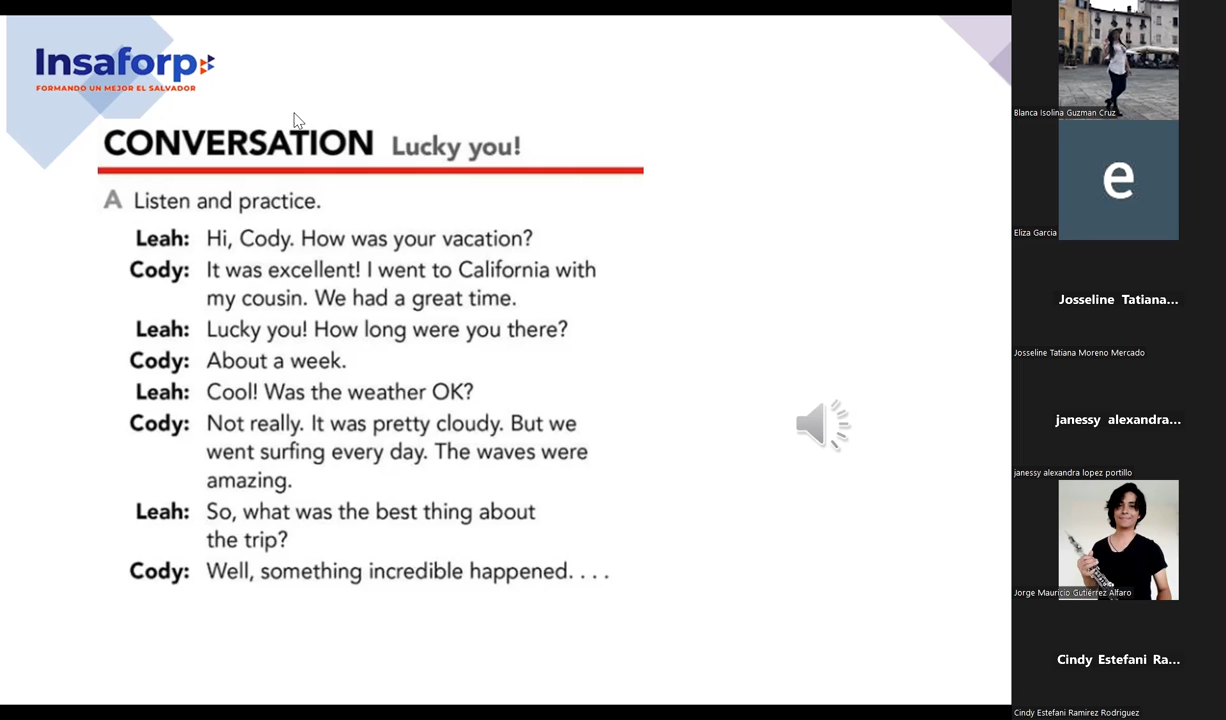 Insaforp
FORMANDO UN MEJOR EL SALVADOR
CONVERSATION Lucky you!
A Listen and practice.
Leah: Hi, Cody. How was your vacation?
Cody: It was excellent! I went to California with
my cousin. We had a great time.
Leah: Lucky you! How long were you there?
Cody: About a week.
Leah: Cool! Was the weather OK?
Cody: Not really. It was pretty cloudy. But we
went surfing every day. The waves were
amazing.
Leah: So, what was the best thing about
the trip?
Cody: Well, something incredible happened. . . .
Blanca Isolina Guzman Cruz
e
Eliza Garcia
Josseline Tatiana...
Josseline Tatiana Moreno Mercado
janessy alexandra...
janessy alexandra lopez portillo
Jorge Mauricio Gutiérrez Alfaro
Cindy Estefani Ra...
Cindy Estefani Ramirez Rodriguez